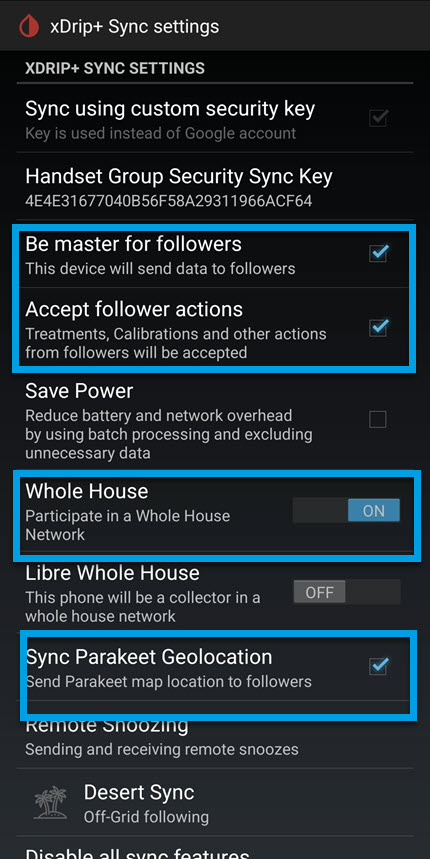 xDrip+ Sync settings
XDRIP+ SYNC SETTINGS
Sync using custom security key
Key is used instead of Google account
Handset Group Security Sync Key
4E4E31677040B56F58A29311966ACF64
Be master for followers
This device will send data to followers
Accept follower actions
Treatments, Calibrations and other actions
from followers will be accepted
Save Power
Reduce battery and network overhead
by using batch processing and excluding
unnecessary data
Whole House
Participate in a Whole House
Network
ON
Libre Whole House
This phone will be a collector in a
whole house network
OFF
Sync Parakeet Geolocation
Send Parakeet map location to followers
Remote Snoozing
Sending and receiving remote snoozes
Desert Sync
Off-Grid following
Disable all sync features